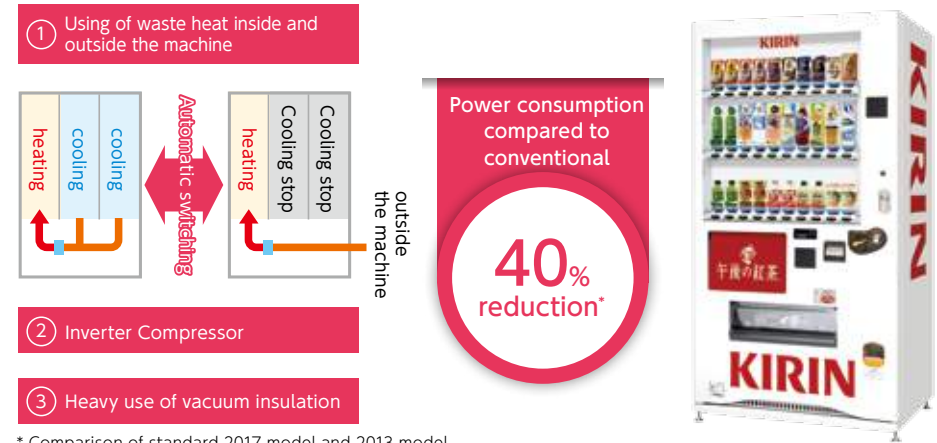 1 Using of waste heat inside and
outside the machine
heating
cooling
cooling
Automatic switching
heating
Cooling stop
Cooling stop
outside
the machine
2 Inverter Compressor
3 Heavy use of vacuum insulation
* Comparison of standard 2017 model and 2013 model
Power consumption
compared to
conventional
40%
reduction*
KIRIN
KIRIN
午後の紅茶
KIRIN